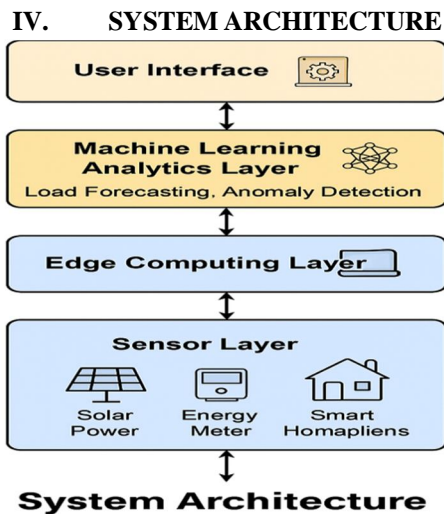 IV. SYSTEM ARCHITECTURE
User Interface
Machine Learning
Analytics Layer
Load Forecasting, Anomaly Detection
Edge Computing Layer
Sensor Layer
Solar
Power
Energy
Meter
Smart
Homapliens
System Architecture